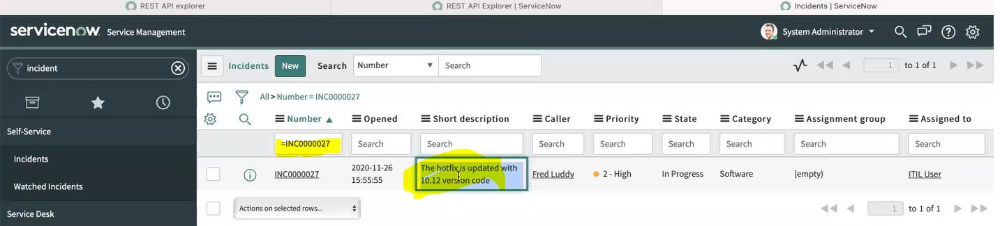 REST API explorer
REST API Explorer | ServiceNow
Incidents | ServiceNow
servicenow Service Management
System Administrator
incident
Incidents New Search Number Search 1 to 1 of 1
All > Number = INC0000027
Number Opened Short description Caller Priority State Category Assignment group Assigned to
=INC0000027 Search Search Search Search Search Search Search Search
INC0000027
2020-11-26
15:55:55
The hotfix is updated with
10.12 version code
Fred Luddy
2 - High
In Progress
Software
(empty)
ITIL User
Actions on selected rows... 1 to 1 of 1
Self-Service
Incidents
Watched Incidents
Service Desk